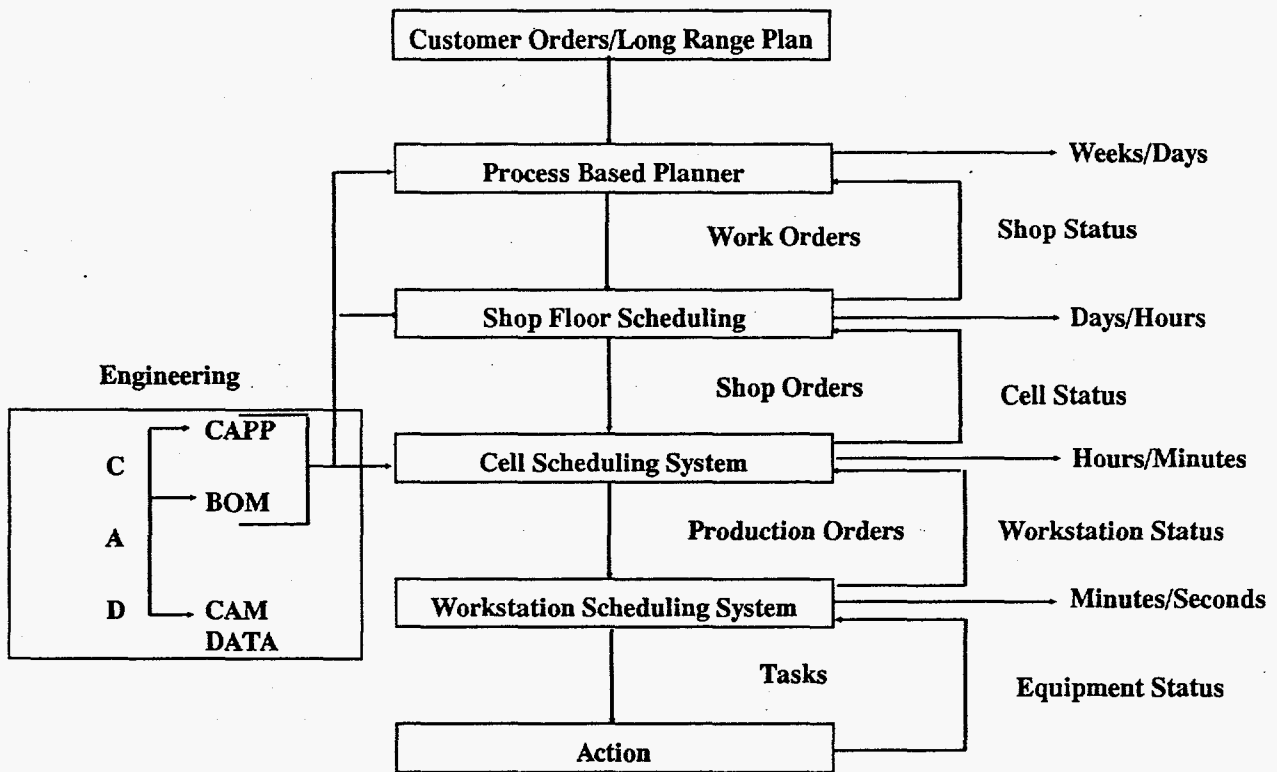 Customer Orders/Long Range Plan
Process Based Planner
Weeks/Days
Work Orders
Shop Status
Shop Floor Scheduling
Days/Hours
Engineering
Shop Orders
Cell Status
CAPP
C
Cell Scheduling System
Hours/Minutes
BOM
A
Production Orders
Workstation Status
D
CAM
DATA
Workstation Scheduling System
Minutes/Seconds
Tasks
Equipment Status
Action